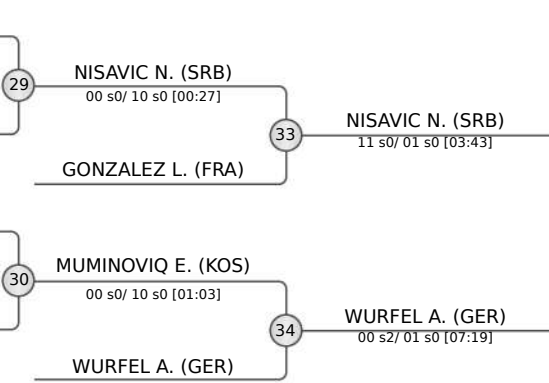 29
NISAVIC N. (SRB)
00 s0/ 10 s0 [00:27]
33
NISAVIC N. (SRB)
11 s0/ 01 s0 [03:43]
GONZALEZ L. (FRA)
30
MUMINOVIQ E. (KOS)
00 s0/ 10 s0 [01:03]
34
WURFEL A. (GER)
00 s2/ 01 s0 [07:19]
WURFEL A. (GER)